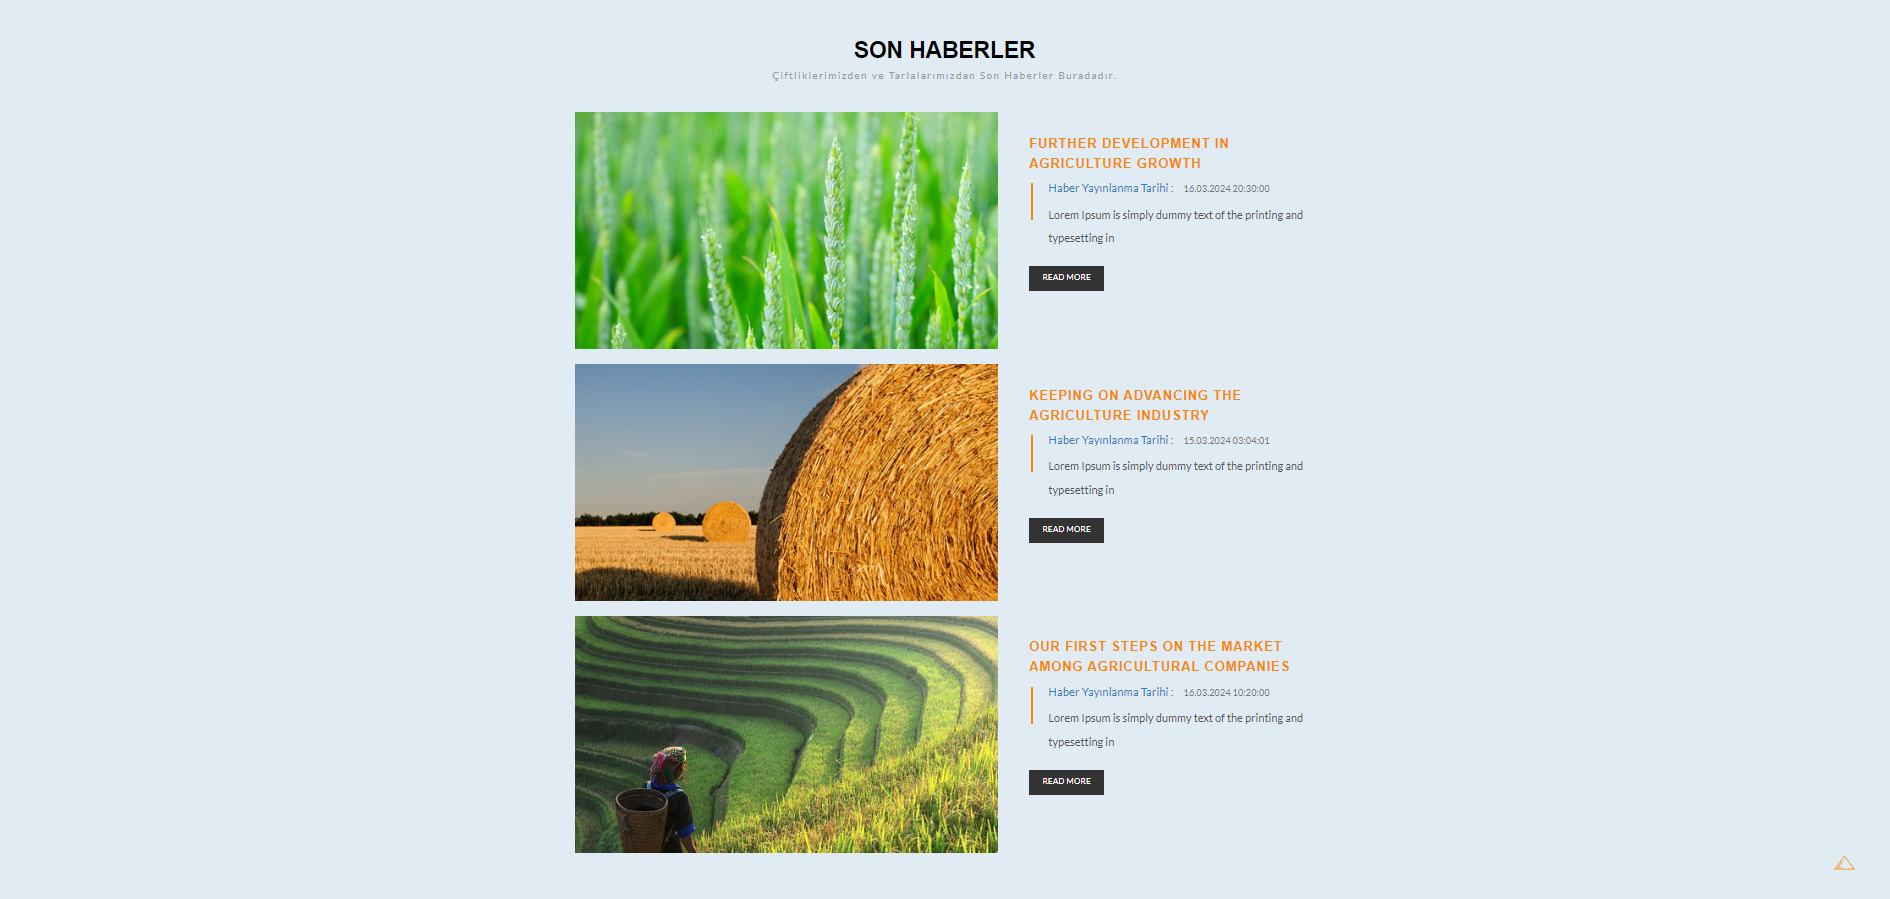 SON HABERLER
Çiftliklerimizden ve Tarlalarımızdan Son Haberler Buradadır.
FURTHER DEVELOPMENT IN
AGRICULTURE GROWTH
Haber Yayınlanma Tarihi : 16.03.2024 20:30:00
Lorem Ipsum is simply dummy text of the printing and
typesetting in
READ MORE
KEEPING ON ADVANCING THE
AGRICULTURE INDUSTRY
Haber Yayınlanma Tarihi : 15.03.2024 03:04:01
Lorem Ipsum is simply dummy text of the printing and
typesetting in
READ MORE
OUR FIRST STEPS ON THE MARKET
AMONG AGRICULTURAL COMPANIES
Haber Yayınlanma Tarihi : 16.03.2024 10:20:00
Lorem Ipsum is simply dummy text of the printing and
typesetting in
READ MORE